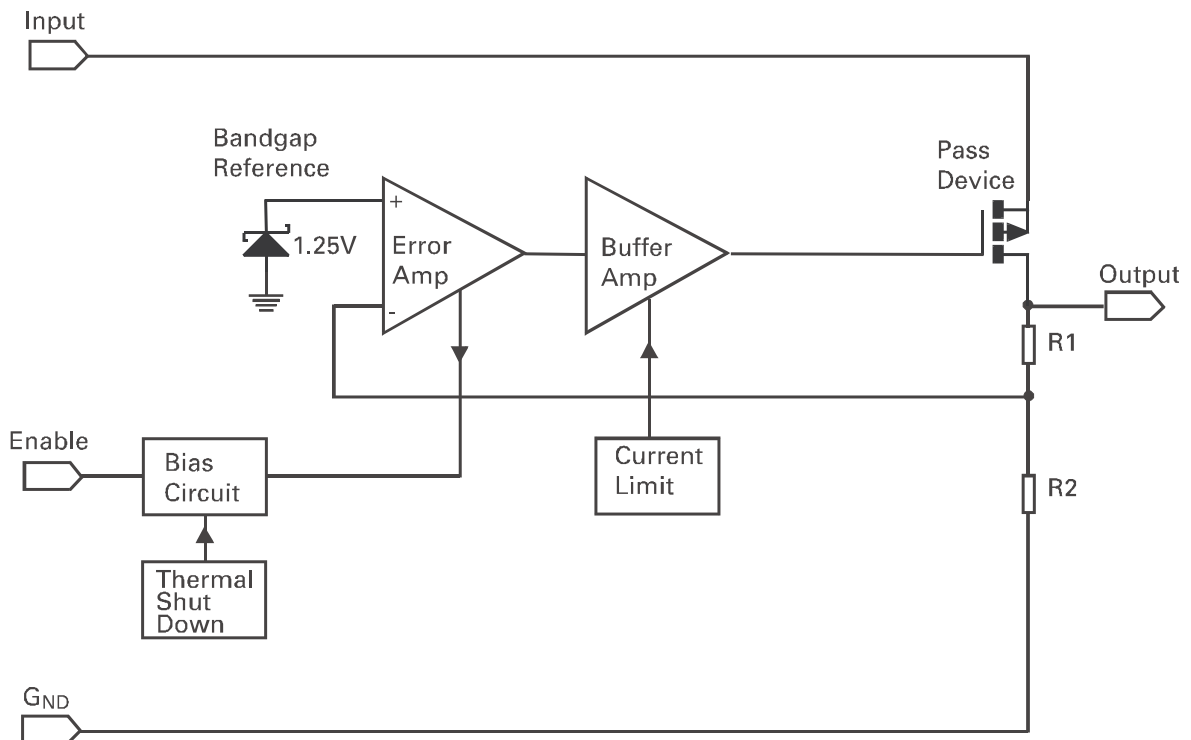 Input
Bandgap
Reference
Pass
Device
+
1.25V
Error
Amp
Buffer
Amp
-
Output
R1
Enable
Bias
Circuit
Current
Limit
R2
Thermal
Shut
Down
GND